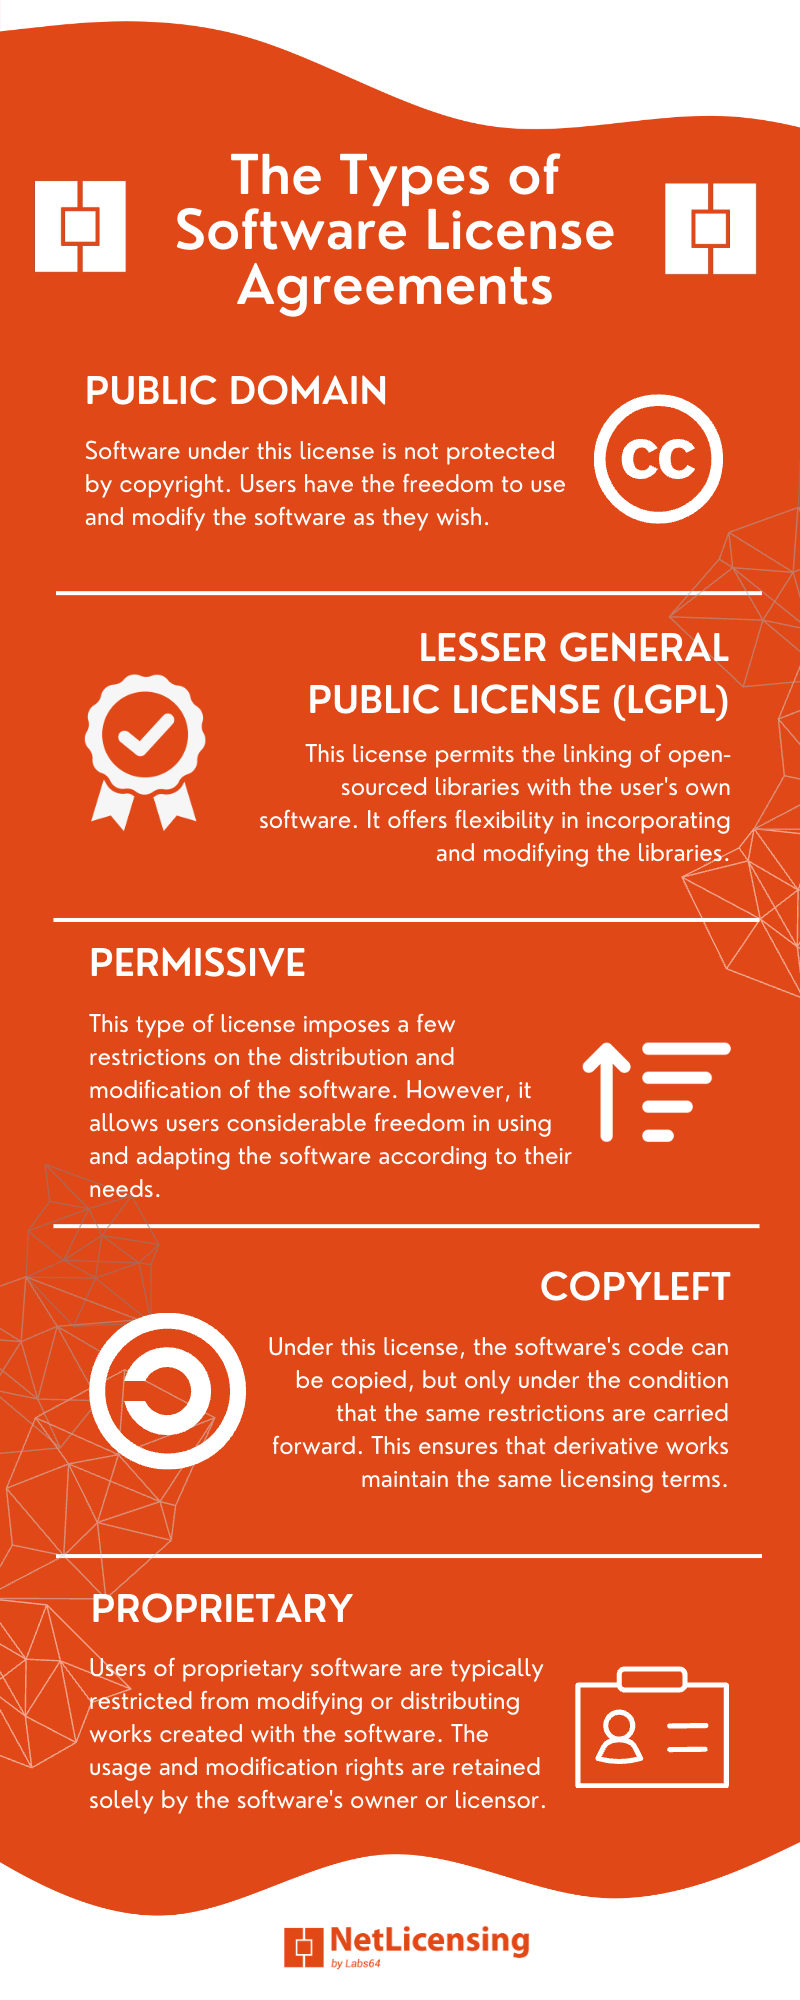 The Types of
Software License
Agreements
PUBLIC DOMAIN
Software under this license is not protected
by copyright. Users have the freedom to use
and modify the software as they wish.
cc
LESSER GENERAL
PUBLIC LICENSE (LGPL)
This license permits the linking of open-
sourced libraries with the user's own
software. It offers flexibility in incorporating
and modifying the libraries.
PERMISSIVE
This type of license imposes a few
restrictions on the distribution and
modification of the software. However, it
allows users considerable freedom in using
and adapting the software according to their
needs.
COPYLEFT
Under this license, the software's code can
be copied, but only under the condition
that the same restrictions are carried
forward. This ensures that derivative works
maintain the same licensing terms.
PROPRIETARY
Users of proprietary software are typically
restricted from modifying or distributing
works created with the software. The
usage and modification rights are retained
solely by the software's owner or licensor.
NetLicensing
by Labs64